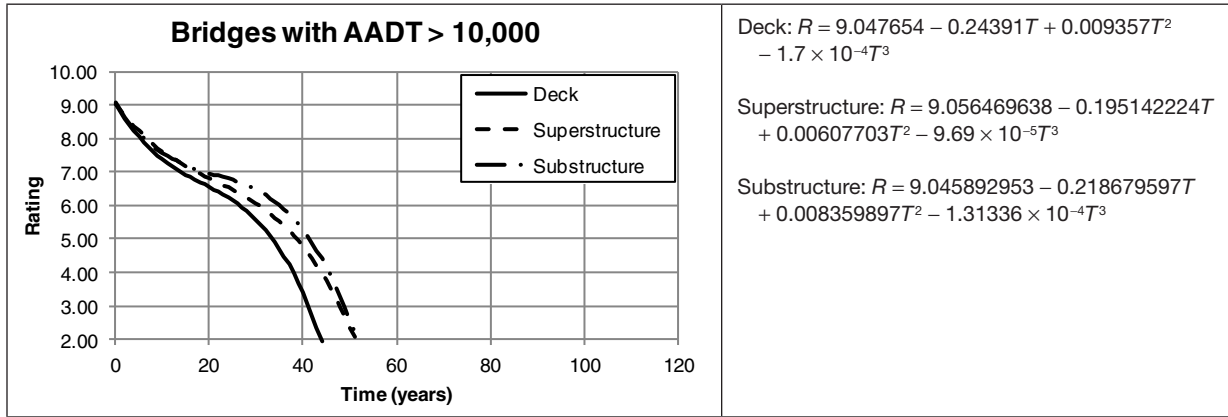 Bridges with AADT > 10,000
10.00
9.00
8.00
7.00
6.00
5.00
4.00
3.00
2.00
Rating
Deck
Superstructure
Substructure
0 20 40 60 80 100 120
Time (years)
Deck: R = 9.047654 – 0.24391T + 0.009357T²
– 1.7 × 10⁻⁴T³
Superstructure: R = 9.056469638 – 0.195142224T
+ 0.00607703T² – 9.69 × 10⁻⁵T³
Substructure: R = 9.045892953 – 0.218679597T
+ 0.008359897T² – 1.31336 × 10⁻⁴T³